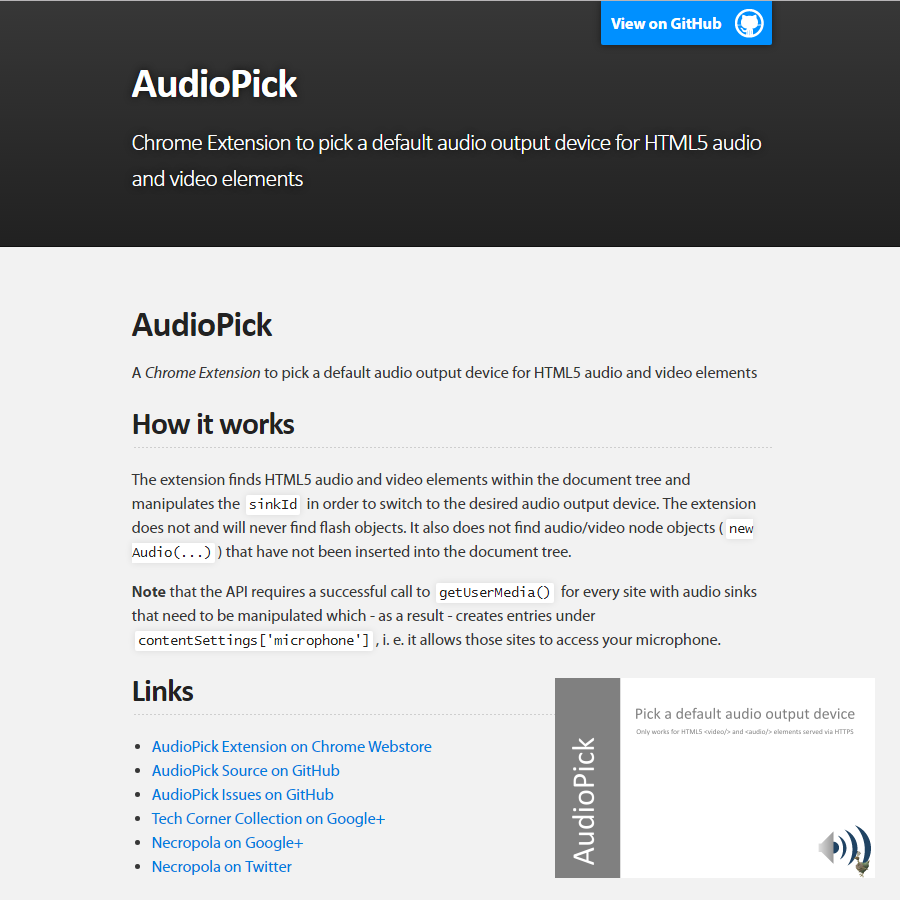 View on GitHub
AudioPick
Chrome Extension to pick a default audio output device for HTML5 audio
and video elements
AudioPick
A Chrome Extension to pick a default audio output device for HTML5 audio and video elements
How it works
The extension finds HTML5 audio and video elements within the document tree and
manipulates the sinkId in order to switch to the desired audio output device. The extension
does not and will never find flash objects. It also does not find audio/video node objects ( new
Audio(...) ) that have not been inserted into the document tree.
Note that the API requires a successful call to getUserMedia() for every site with audio sinks
that need to be manipulated which - as a result - creates entries under
contentSettings['microphone'] , i. e. it allows those sites to access your microphone.
Links
AudioPick Extension on Chrome Webstore
AudioPick Source on GitHub
AudioPick Issues on GitHub
Tech Corner Collection on Google+
Necropola on Google+
Necropola on Twitter
AudioPick
Pick a default audio output device
Only works for HTML5 <video/> and <audio/> elements served via HTTPS